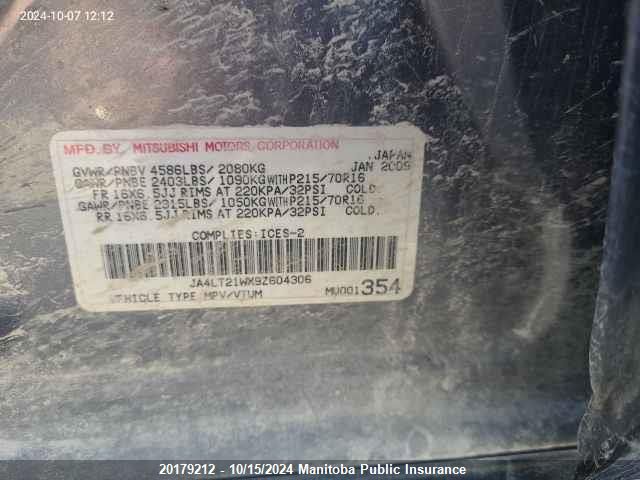 2024-10-07 12:12
MFD. BY MITSUBISHI MOTORS CORPORATION
JAPAN
GVWR/PNBV 4586LBS/ 2080KG JAN 2009
GAWR/PNBE 2403LBS/ 1090KG WITH P215/70R16
FR 16X6.5JJ RIMS AT 220KPA/32PSI COLD.
GAWR/PNBE 2315LBS/ 1050KG WITH P215/70R16
RR 16X6.5JJ RIMS AT 220KPA/32PSI COLD.
COMPLIES:ICES-2
JA4LT21WX9Z604306
VEHICLE TYPE MPV/VTUM MU001354
20179212 - 10/15/2024 Manitoba Public Insurance